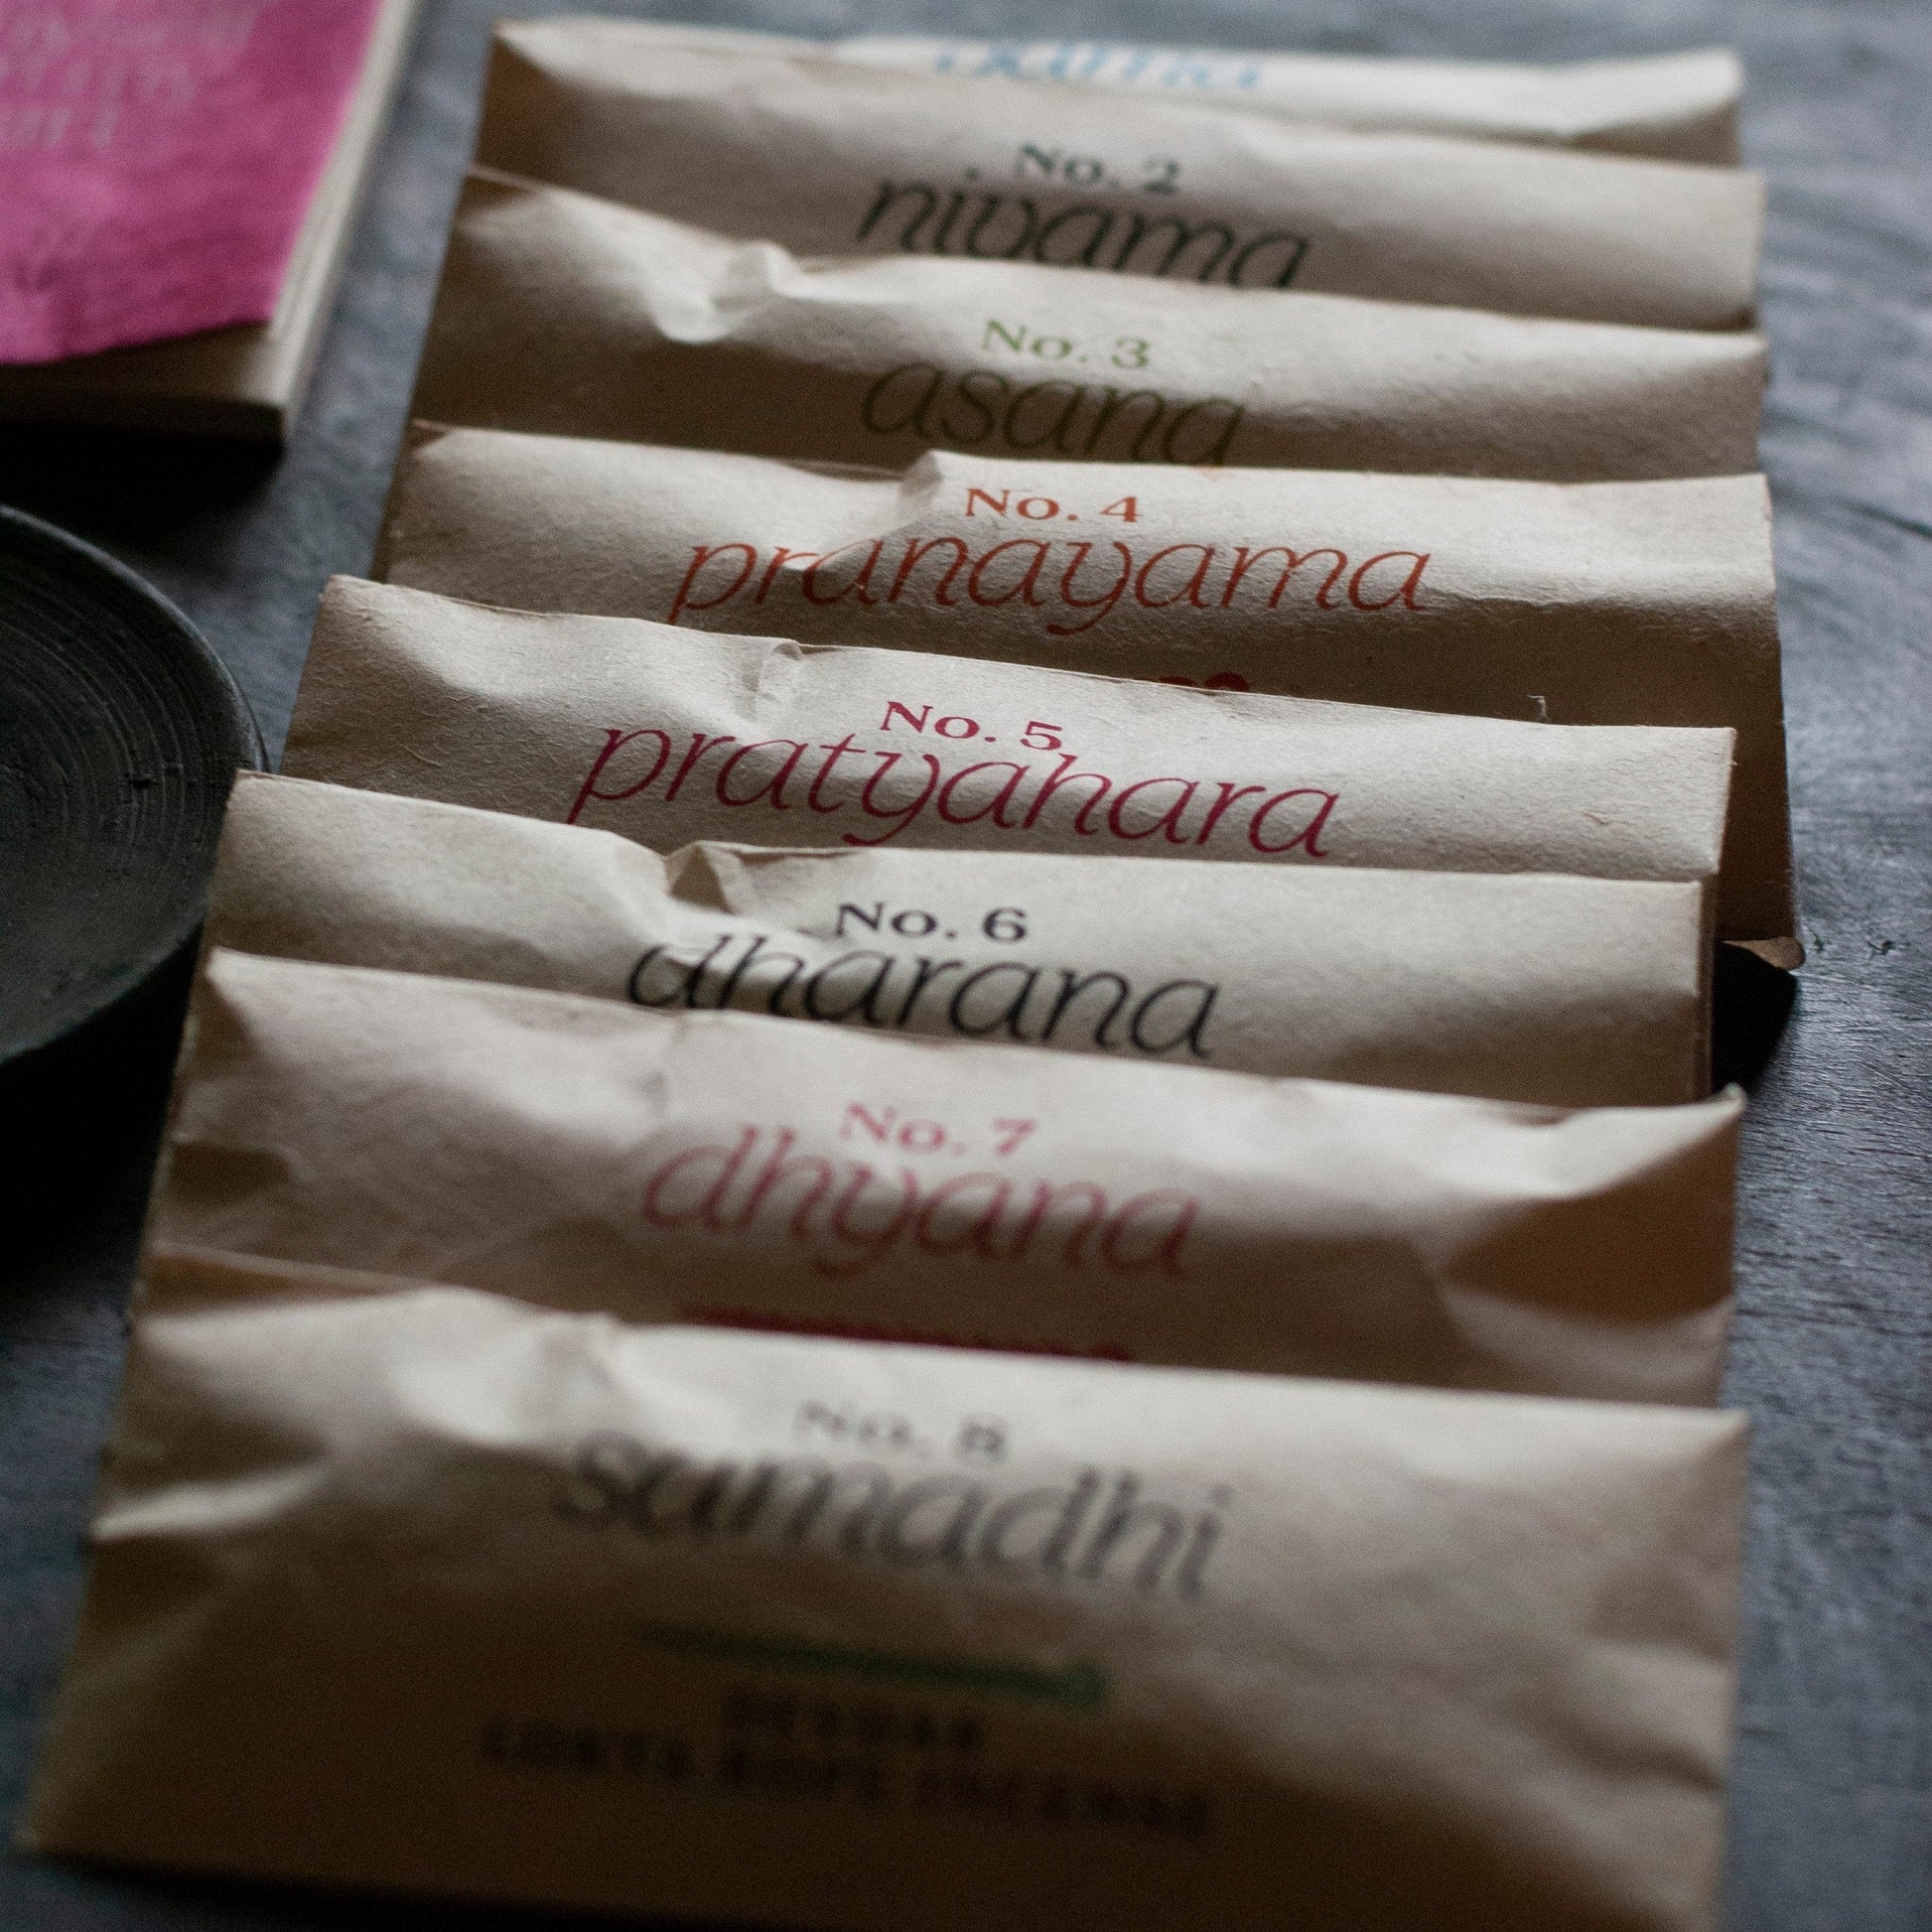 No. 2
niyama
No. 3
asana
No. 4
pranayama
No. 5
pratyahara
No. 6
dharana
No. 7
dhyana
No. 8
samadhi
INCENSE